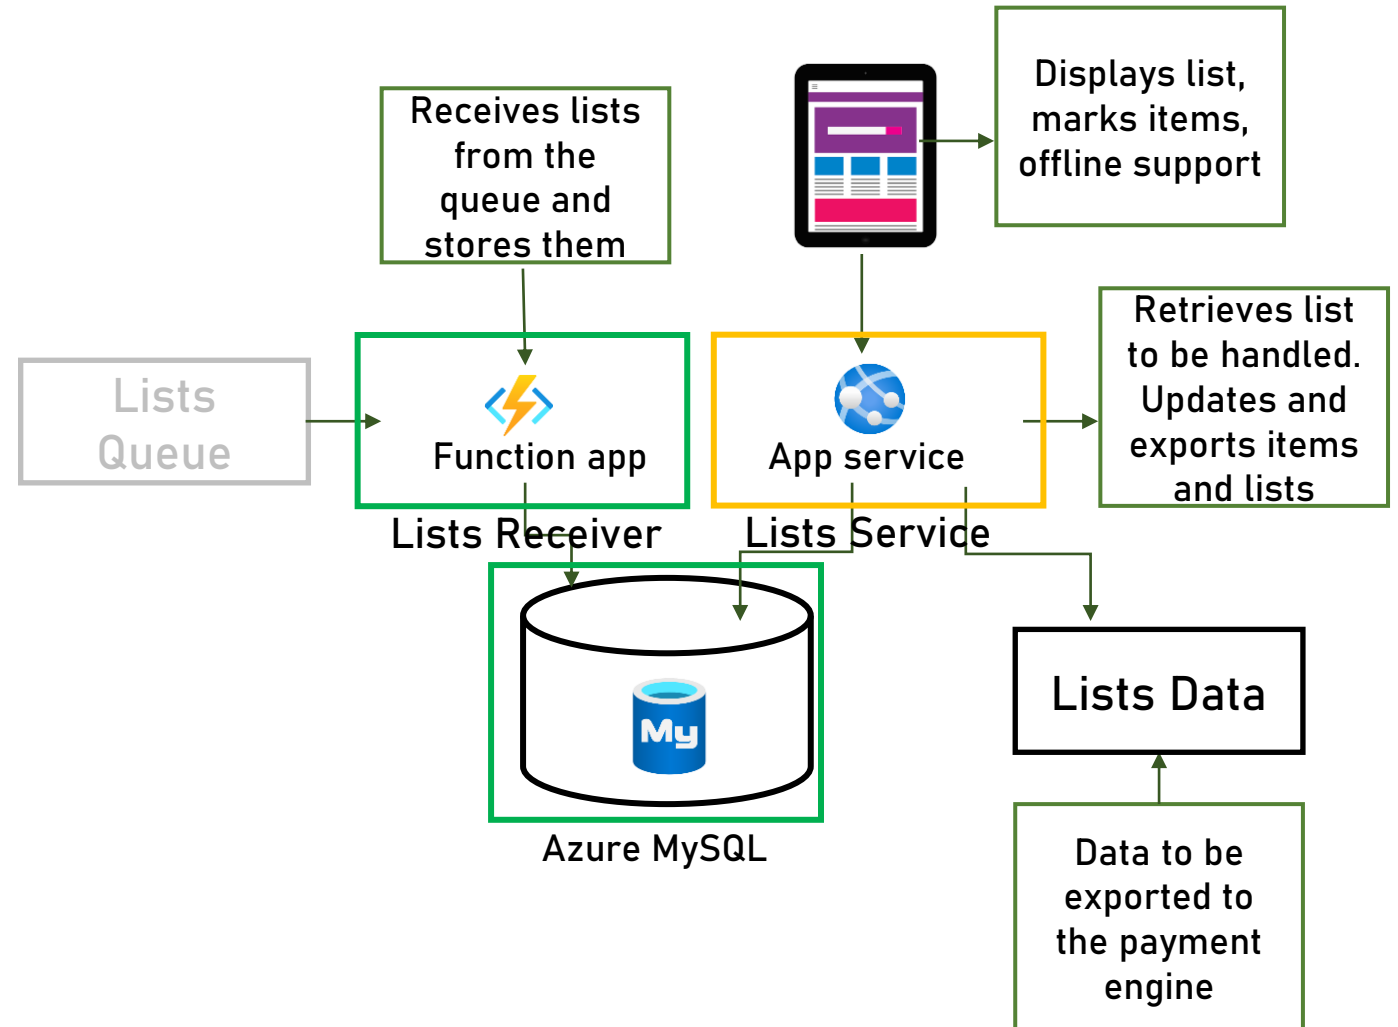 Displays list,
marks items,
offline support
Receives lists
from the
queue and
stores them
Retrieves list
to be handled.
Updates and
exports items
and lists
Lists
Queue
Function app
App service
Lists Receiver
Lists Service
My
Azure MySQL
Lists Data
Data to be
exported to
the payment
engine